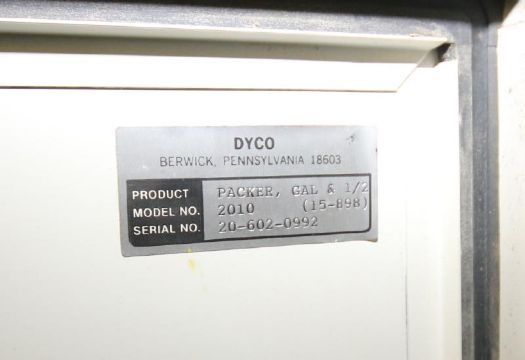 DYCO
BERWICK, PENNSYLVANIA 18603
PRODUCT PACKER, GAL & 1/2
MODEL NO. 2010 (15-898)
SERIAL NO. 20-602-0992